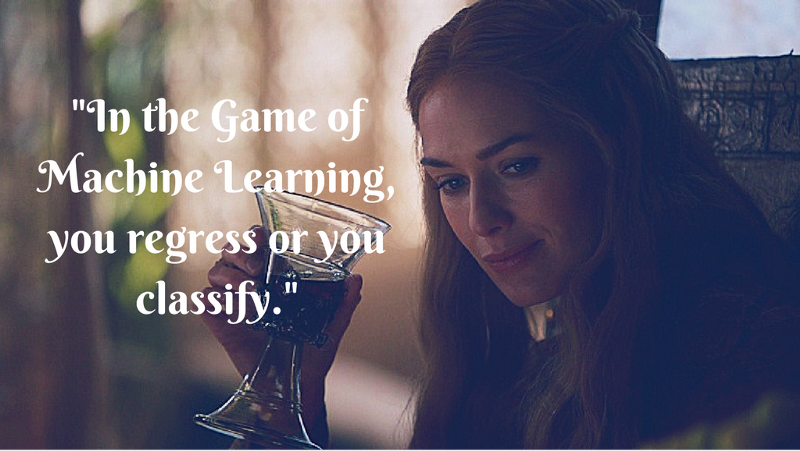 "In the Game of
Machine Learning,
you regress or you
classify."